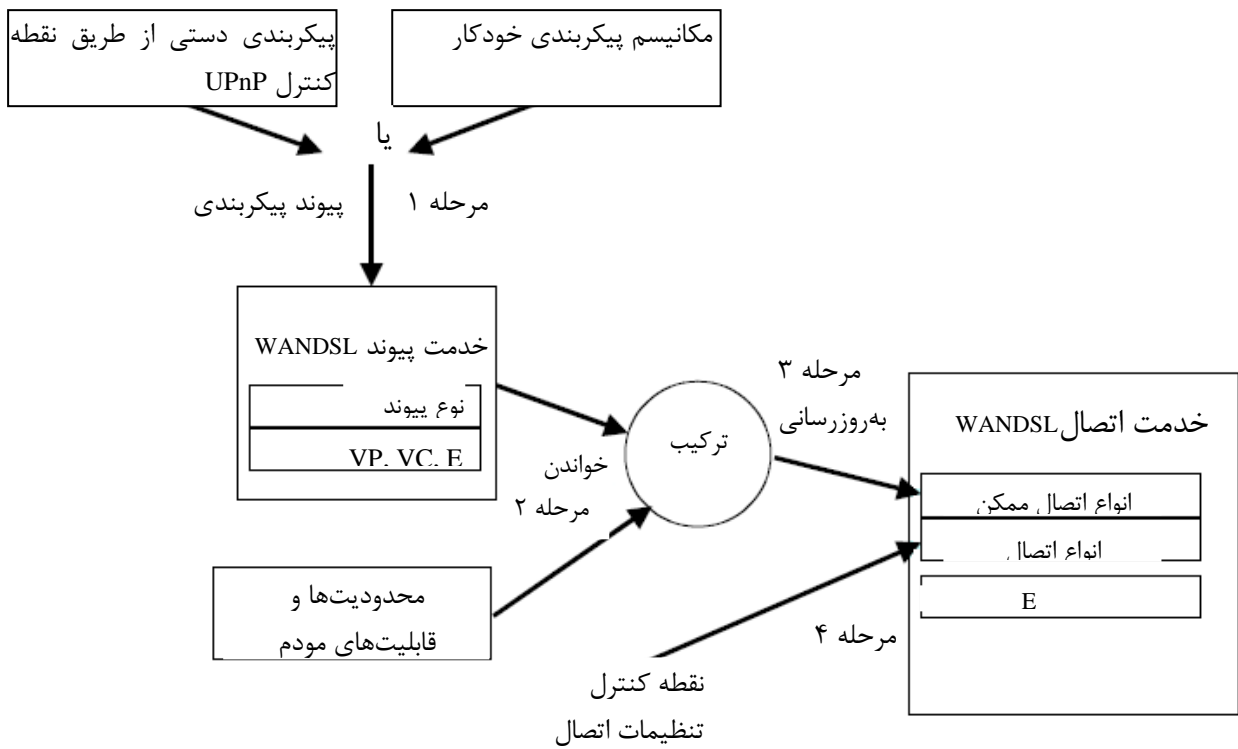 مکانیسم پیکربندی خودکار
پیکربندی دستی از طریق نقطه
کنترل UPnP
یا
مرحله ۱
پیوند پیکربندی
خدمت پیوند WANDSL
نوع پیوند
VP, VC, E
خواندن
مرحله ۲
محدودیت‌ها و
قابلیت‌های مودم
ترکیب
مرحله ۳
به‌روزرسانی
خدمت اتصال WANDSL
انواع اتصال ممکن
انواع اتصال
E
مرحله ۴
نقطه کنترل
تنظیمات اتصال